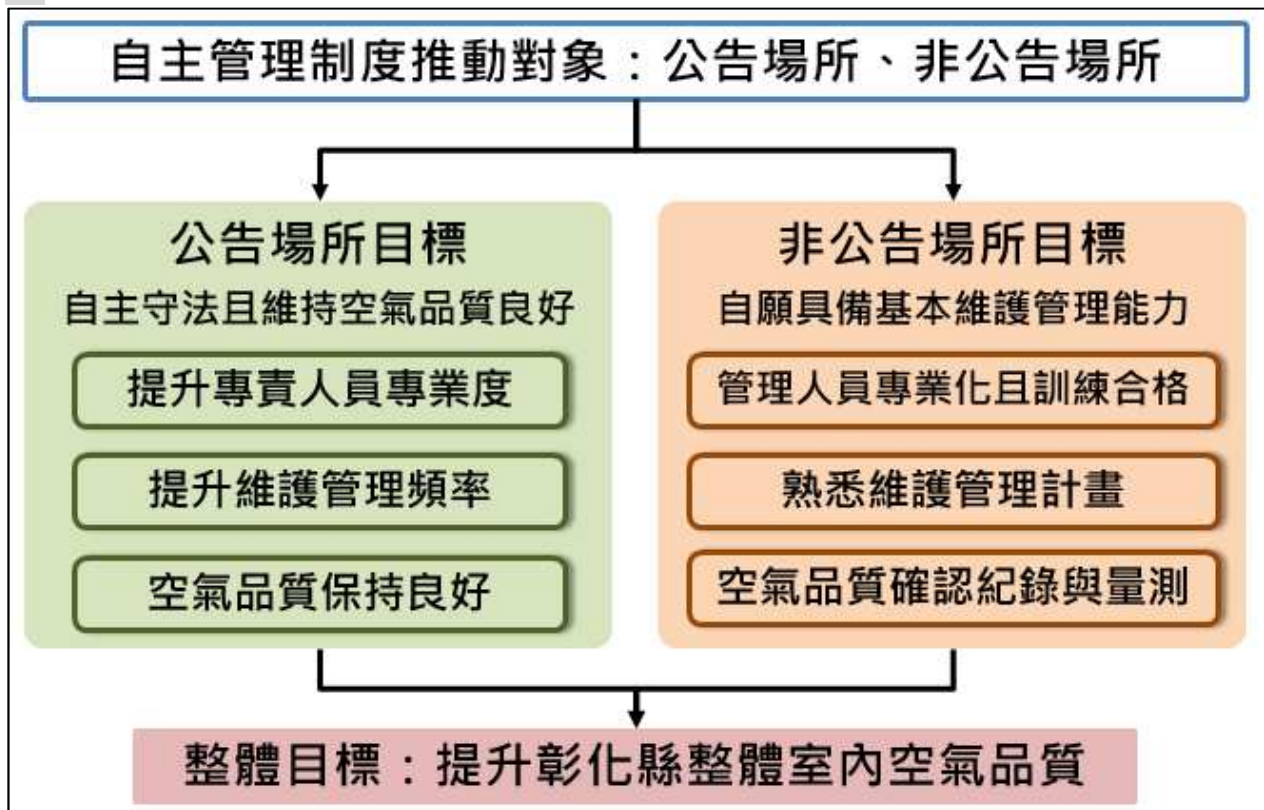 自主管理制度推動對象：公告場所、非公告場所
公告場所目標
自主守法且維持空氣品質良好
提升專責人員專業度
提升維護管理頻率
空氣品質保持良好
非公告場所目標
自願具備基本維護管理能力
管理人員專業化且訓練合格
熟悉維護管理計畫
空氣品質確認紀錄與量測
整體目標：提升彰化縣整體室內空氣品質